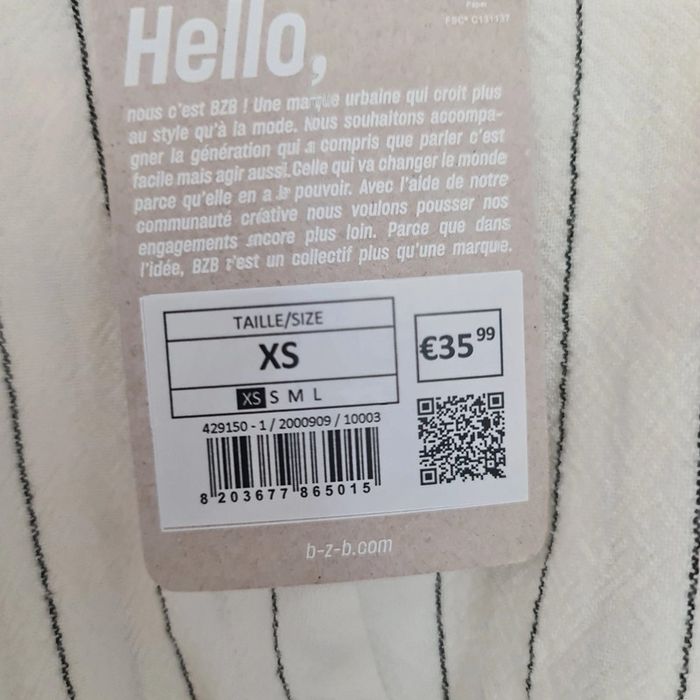 Paper
FSC® C131137
Hello,
nous c'est BZB ! Une marque urbaine qui croit plus
au style qu'à la mode. Nous souhaitons accompa-
gner la génération qui a compris que parler c'est
facile mais agir aussi. Celle qui va changer le monde
parce qu'elle en a le pouvoir. Avec l'aide de notre
communauté créative nous voulons pousser nos
engagements encore plus loin. Parce que dans
l'idée, BZB c'est un collectif plus qu'une marque.
TAILLE/SIZE
XS
XS S M L
€35 99
429150 - 1 / 2000909 / 10003
8 203677 865015
b-z-b.com